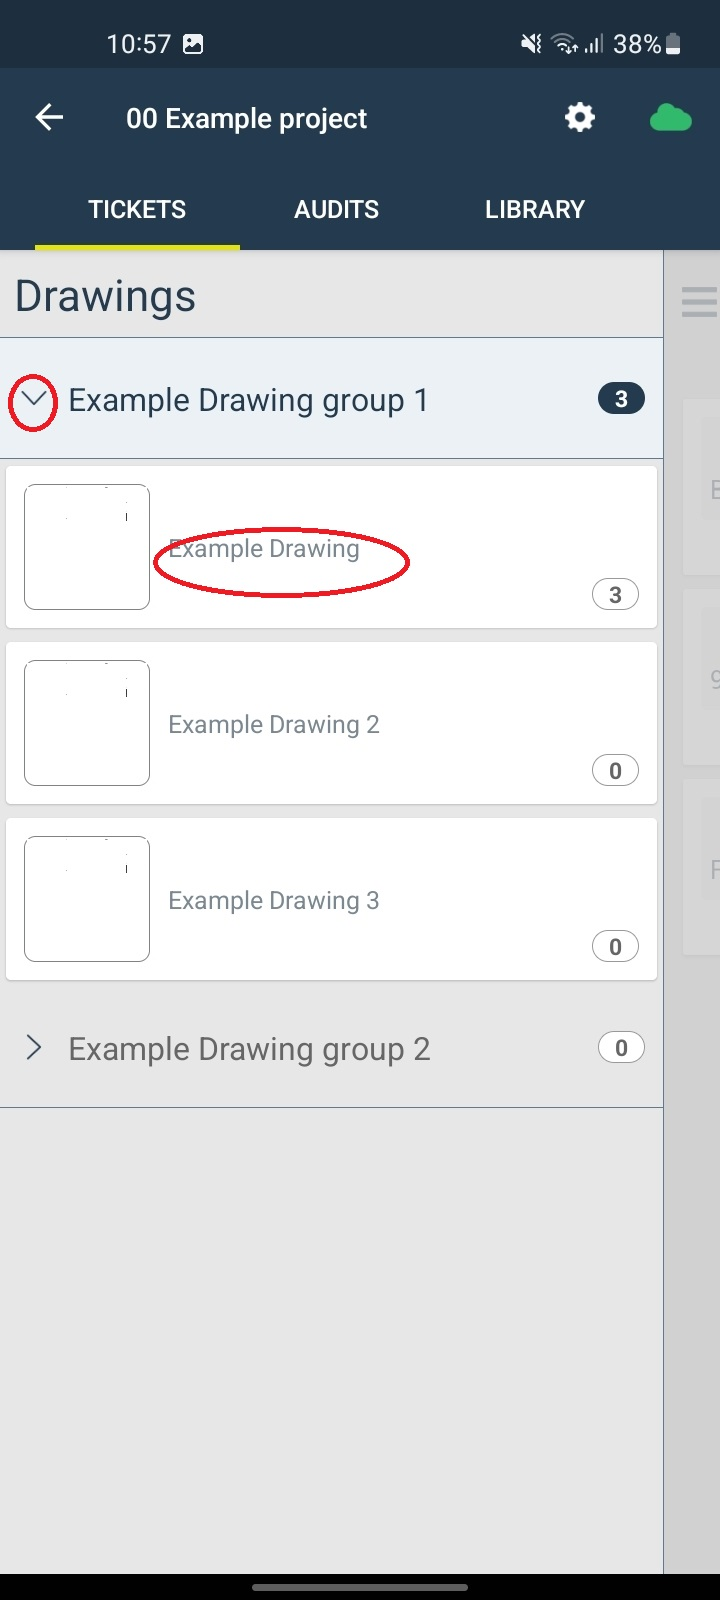 10:57 38%
00 Example project
TICKETS AUDITS LIBRARY
Drawings
Example Drawing group 1 3
Example Drawing
3
Example Drawing 2
0
Example Drawing 3
0
Example Drawing group 2 0